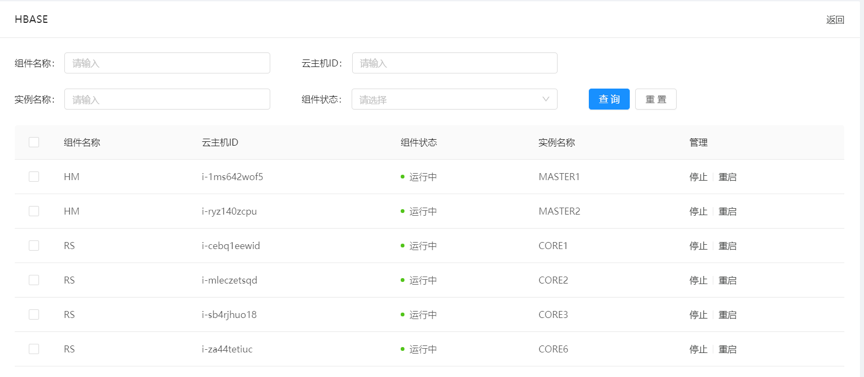 HBASE 返回
组件名称： 请输入 云主机ID： 请输入
实例名称： 请输入 组件状态： 请选择 查 询 重 置
组件名称 云主机ID 组件状态 实例名称 管理
HM i-1ms642wof5 运行中 MASTER1 停止 重启
HM i-ryz140zcpu 运行中 MASTER2 停止 重启
RS i-cebq1eewid 运行中 CORE1 停止 重启
RS i-mleczetsqd 运行中 CORE2 停止 重启
RS i-sb4rjhuo18 运行中 CORE3 停止 重启
RS i-za44tetiuc 运行中 CORE6 停止 重启